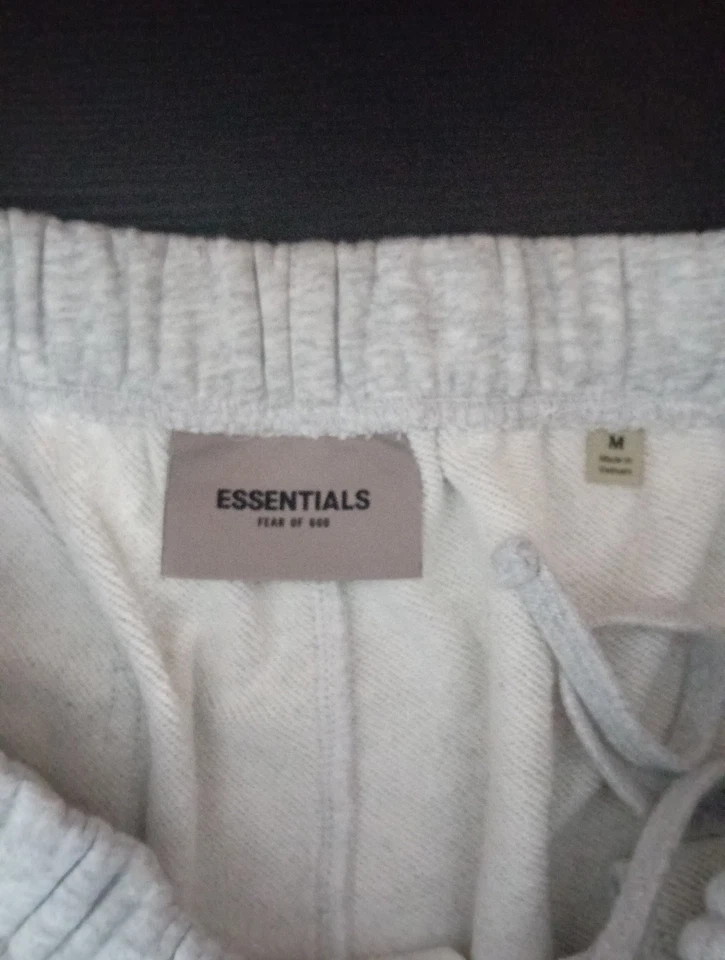 ESSENTIALS
FEAR OF GOD
M
Made in
Vietnam